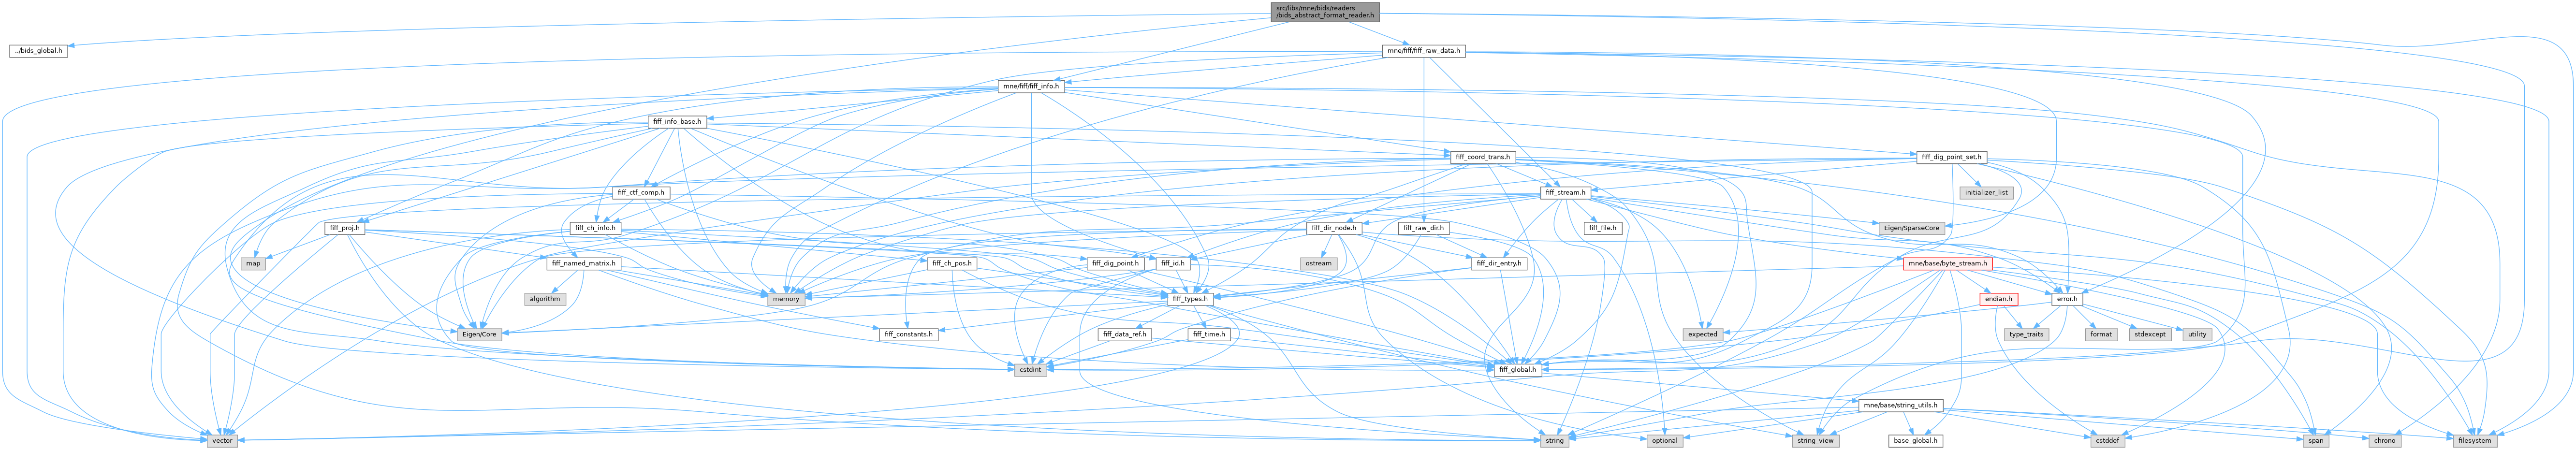 src/libs/mne/bids/readers
/bids_abstract_format_reader.h
../bids_global.h
mne/fiff/fiff_raw_data.h
mne/fiff/fiff_info.h
fiff_info_base.h
fiff_coord_trans.h
fiff_dig_point_set.h
fiff_ctf_comp.h
fiff_stream.h
initializer_list
fiff_proj.h
fiff_ch_info.h
fiff_dir_node.h
fiff_raw_dir.h
fiff_file.h
Eigen/SparseCore
map
fiff_named_matrix.h
fiff_ch_pos.h
ostream
fiff_dig_point.h
fiff_id.h
fiff_dir_entry.h
mne/base/byte_stream.h
algorithm
memory
fiff_types.h
endian.h
error.h
Eigen/Core
fiff_constants.h
fiff_data_ref.h
fiff_time.h
expected
type_traits
format
stdexcept
utility
cstdint
fiff_global.h
mne/base/string_utils.h
vector
string
optional
string_view
base_global.h
cstddef
span
chrono
filesystem